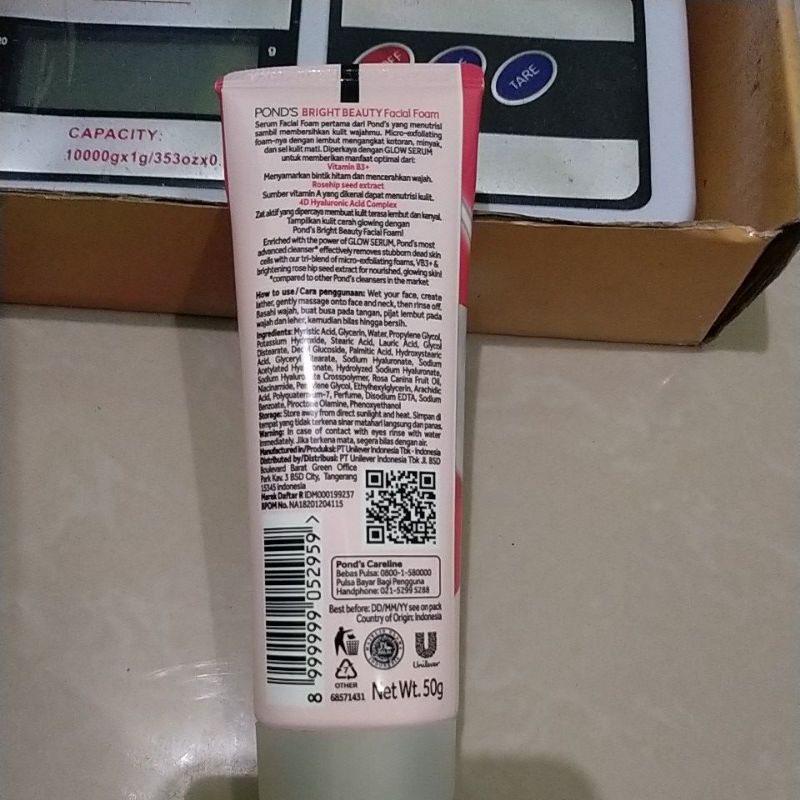 g
TARE
CAPACITY:
10000gx1g/353ozx0.
POND'S BRIGHT BEAUTY Facial Foam
Serum Facial Foam pertama dari Pond's yang menutrisi
sambil membersihkan kulit wajahmu. Micro-exfoliating
foam-nya dengan lembut mengangkat kotoran, minyak,
dan sel kulit mati. Diperkaya dengan GLOW SERUM
untuk memberikan manfaat optimal dari:
Vitamin B3+
Menyamarkan bintik hitam dan mencerahkan wajah.
Rosehip seed extract
Sumber vitamin A yang dikenal dapat menutrisi kulit.
4D Hyaluronic Acid Complex
Zat aktif yang dipercaya membuat kulit terasa lembut dan kenyal.
Tampilkan kulit cerah glowing dengan
Pond's Bright Beauty Facial Foam!
Enriched with the power of GLOW SERUM, Pond's most
advanced cleanser* effectively removes stubborn dead skin
cells with our tri-blend of micro-exfoliating foams, VB3+ &
brightening rose hip seed extract for nourished, glowing skin!
*compared to other Pond's cleansers in the market
How to use/Cara penggunaan: Wet your face, create
lather, gently massage onto face and neck, then rinse off.
Basahi wajah, buat busa pada tangan, pijat lembut pada
wajah dan leher, kemudian bilas hingga bersih.
Ingredients: Myristic Acid, Glycerin, Water, Propylene Glycol,
Potassium Hydroxide, Stearic Acid, Lauric Acid, Glycol
Distearate, Decyl Glucoside, Palmitic Acid, Hydroxystearic
Acid, Glyceryl Stearate, Sodium Hyaluronate, Sodium
Acetylated Hyaluronate, Hydrolyzed Sodium Hyaluronate,
Sodium Hyaluronate Crosspolymer, Rosa Canina Fruit Oil,
Niacinamide, Pentylene Glycol, Ethylhexylglycerin, Arachidic
Acid, Polyquaternium-7, Perfume, Disodium EDTA, Sodium
Benzoate, Piroctone Olamine, Phenoxyethanol
Storage: Store away from direct sunlight and heat. Simpan di
tempat yang tidak terkena sinar matahari langsung dan panas.
Warning: In case of contact with eyes rinse with water
immediately. Jika terkena mata, segera bilas dengan air.
Manufactured in/Produksi: PT Unilever Indonesia Tbk - Indonesia
Distributed by/Distribusi: PT Unilever Indonesia Tbk Jl. BSD
Boulevard Barat Green Office
Park Kav. 3 BSD City, Tangerang
15345 Indonesia
Merek Daftar R IDM000199237
BPOM No. NA18201204115
Pond's Careline
Bebas Pulsa: 0800-1-580000
Pulsa Bayar Bagi Pengguna
Handphone: 021-5299 5288
Best before: DD/MM/YY see on pack
Country of Origin: Indonesia
8 999999 052959 >
7
OTHER
68571431
Unilever
Net Wt. 50g